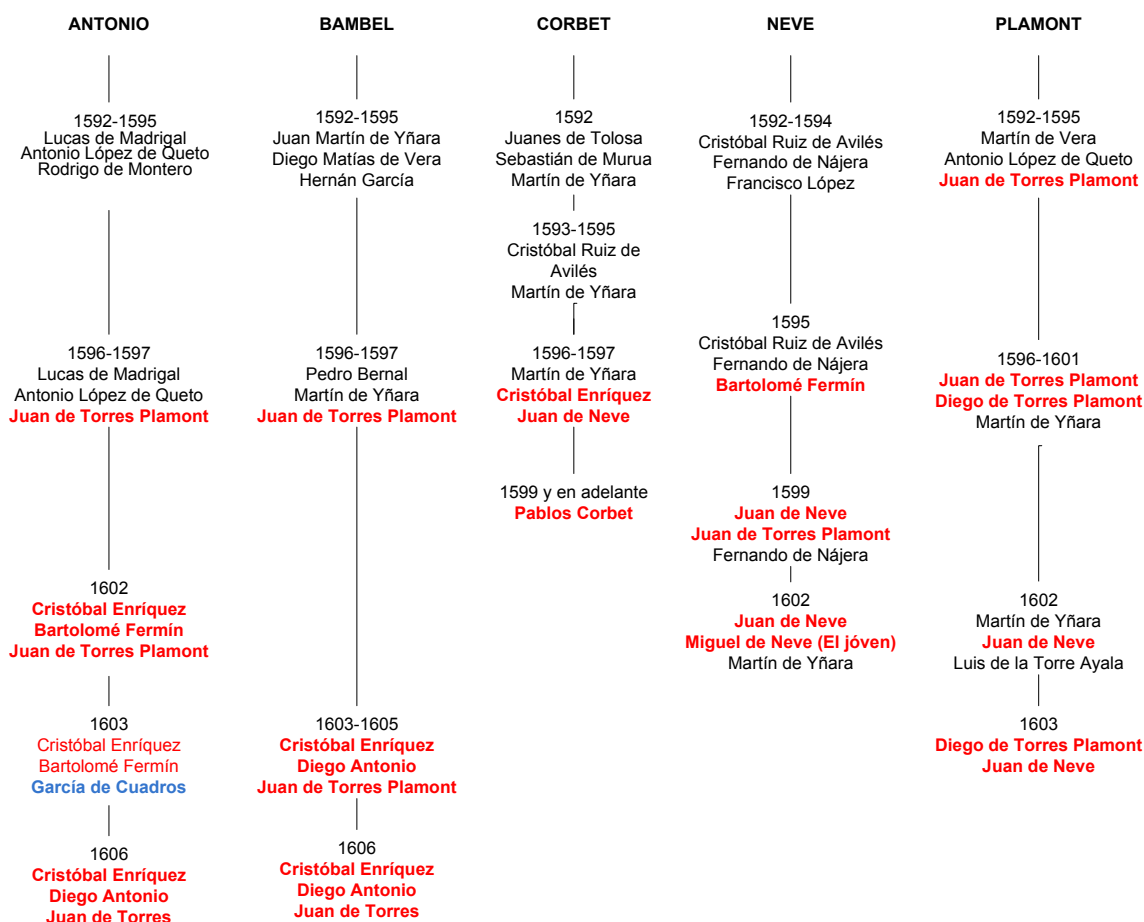 ANTONIO
1592-1595
Lucas de Madrigal
Antonio López de Queto
Rodrigo de Montero
1596-1597
Lucas de Madrigal
Antonio López de Queto
Juan de Torres Plamont
1602
Cristóbal Enríquez
Bartolomé Fermín
Juan de Torres Plamont
1603
Cristóbal Enríquez
Bartolomé Fermín
García de Cuadros
1606
Cristóbal Enríquez
Diego Antonio
Juan de Torres
BAMBEL
1592-1595
Juan Martín de Yñara
Diego Matías de Vera
Hernán García
1596-1597
Pedro Bernal
Martín de Yñara
Juan de Torres Plamont
1603-1605
Cristóbal Enríquez
Diego Antonio
Juan de Torres Plamont
1606
Cristóbal Enríquez
Diego Antonio
Juan de Torres
CORBET
1592
Juanes de Tolosa
Sebastián de Murua
Martín de Yñara
1593-1595
Cristóbal Ruiz de
Avilés
Martín de Yñara
1596-1597
Martín de Yñara
Cristóbal Enríquez
Juan de Neve
1599 y en adelante
Pablos Corbet
NEVE
1592-1594
Cristóbal Ruiz de Avilés
Fernando de Nájera
Francisco López
1595
Cristóbal Ruiz de Avilés
Fernando de Nájera
Bartolomé Fermín
1599
Juan de Neve
Juan de Torres Plamont
Fernando de Nájera
1602
Juan de Neve
Miguel de Neve (El jóven)
Martín de Yñara
PLAMONT
1592-1595
Martín de Vera
Antonio López de Queto
Juan de Torres Plamont
1596-1601
Juan de Torres Plamont
Diego de Torres Plamont
Martín de Yñara
1602
Martín de Yñara
Juan de Neve
Luis de la Torre Ayala
1603
Diego de Torres Plamont
Juan de Neve